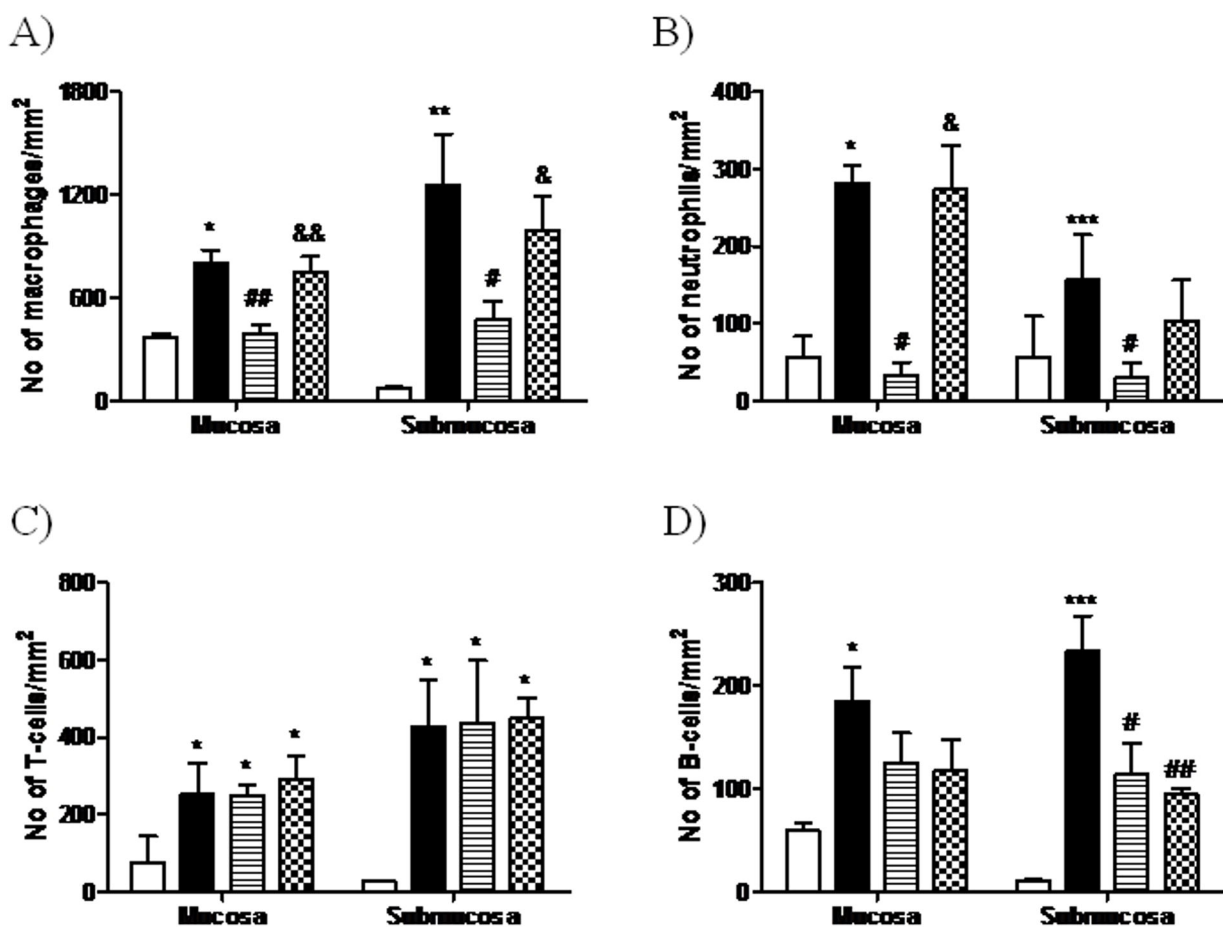 A)
No of macrophages/mm²
1800
1200
600
0
*
##
&&
**
#
&
Mucosa
Submucosa
B)
No of neutrophils/mm²
400
300
200
100
0
*
#
&
***
#
Mucosa
Submucosa
C)
No of T-cells/mm²
800
600
400
200
0
*
*
*
*
*
*
Mucosa
Submucosa
D)
No of B-cells/mm²
300
200
100
0
*
***
#
##
Mucosa
Submucosa